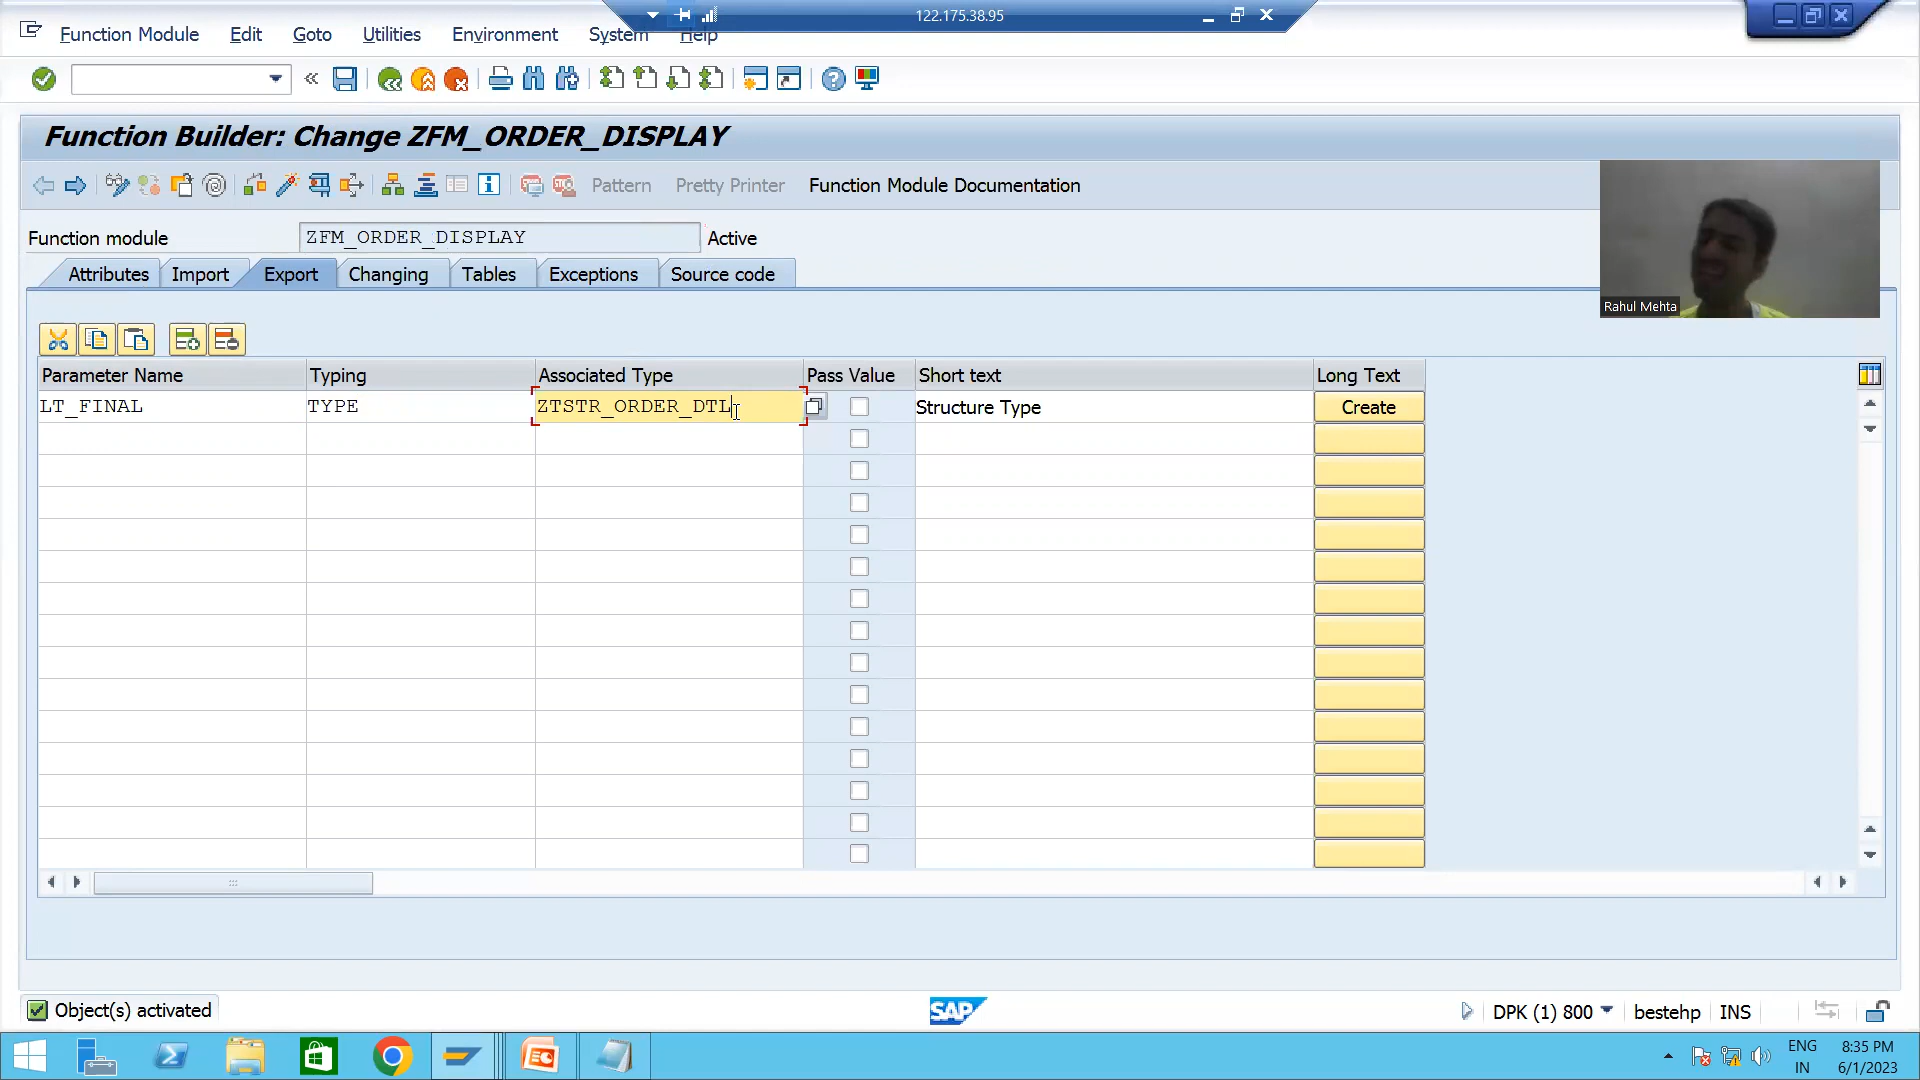 122.175.38.95
Function Module Edit Goto Utilities Environment System Help
Function Builder: Change ZFM_ORDER_DISPLAY
Pattern Pretty Printer Function Module Documentation
Function module ZFM_ORDER_DISPLAY Active
Attributes Import Export Changing Tables Exceptions Source code
Rahul Mehta
Parameter Name Typing Associated Type Pass Value Short text Long Text
LT_FINAL TYPE ZTSTR_ORDER_DTL Structure Type Create
Object(s) activated SAP DPK (1) 800 bestehp INS
ENG 8:35 PM
IN 6/1/2023